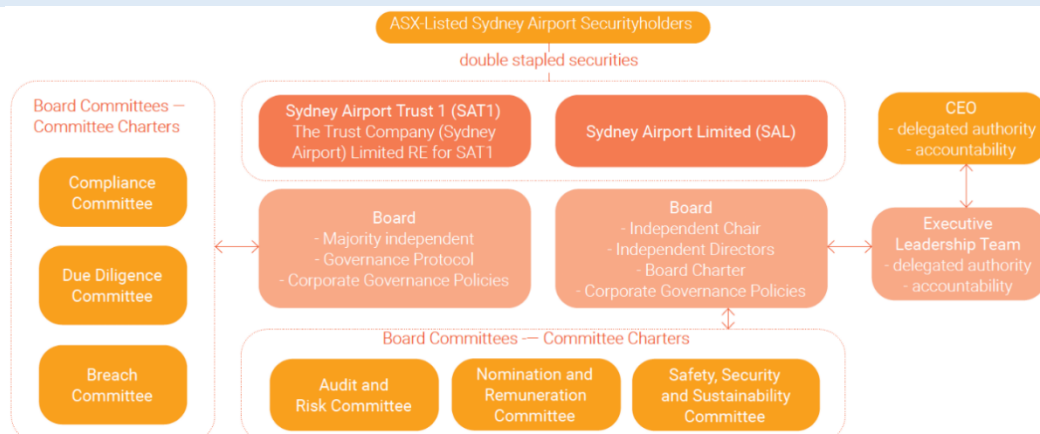 ASX-Listed Sydney Airport Securityholders
double stapled securities
Board Committees —
Committee Charters
Compliance
Committee
Due Diligence
Committee
Breach
Committee
Sydney Airport Trust 1 (SAT1)
The Trust Company (Sydney
Airport) Limited RE for SAT1
Sydney Airport Limited (SAL)
CEO
- delegated authority
- accountability
Board
- Majority independent
- Governance Protocol
- Corporate Governance Policies
Board
- Independent Chair
- Independent Directors
- Board Charter
- Corporate Governance Policies
Executive
Leadership Team
- delegated authority
- accountability
Board Committees — Committee Charters
Audit and
Risk Committee
Nomination and
Remuneration
Committee
Safety, Security
and Sustainability
Committee